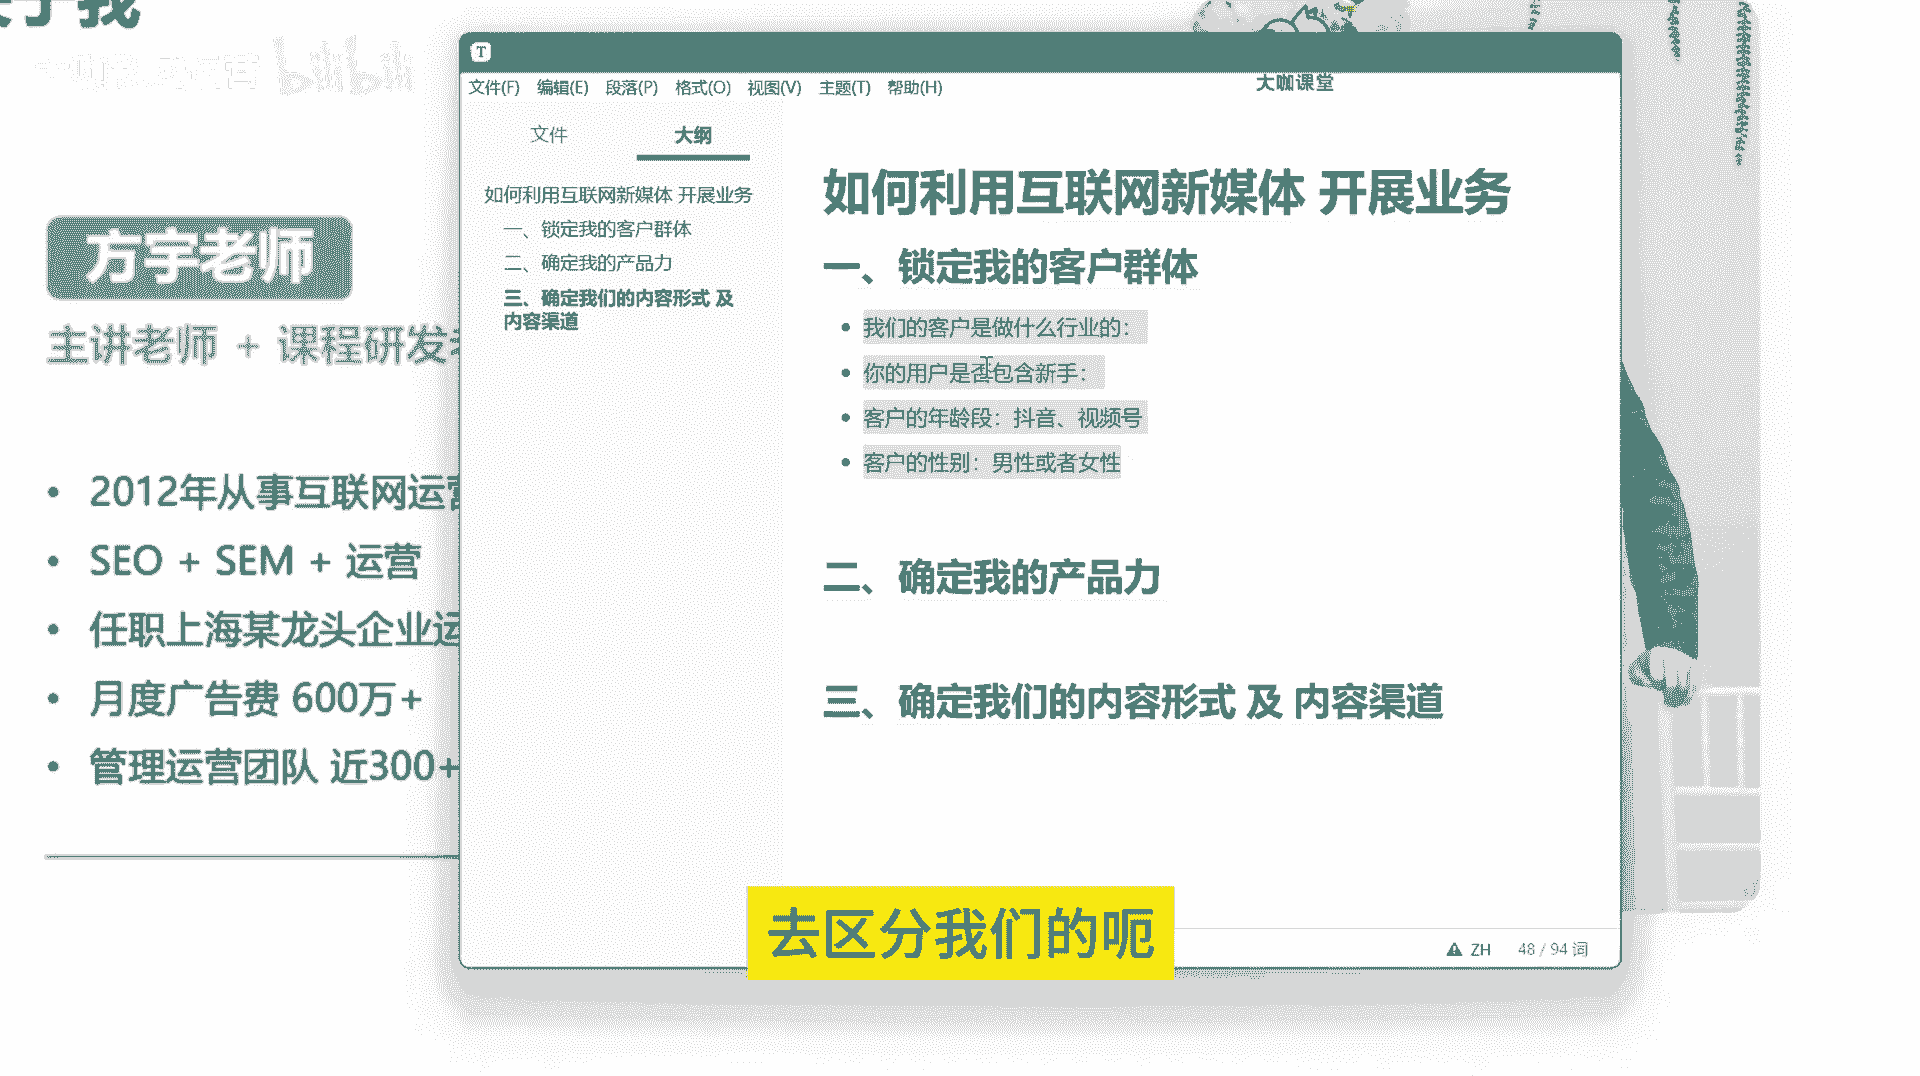 于我
bilibili
方宇老师
主讲老师 + 课程研发
• 2012年从事互联网运营
• SEO + SEM + 运营
• 任职上海某龙头企业运
• 月度广告费 600万+
• 管理运营团队 近300+
T
文件(F) 编辑(E) 段落(P) 格式(O) 视图(V) 主题(T) 帮助(H)
大咖课堂
文件 大纲
如何利用互联网新媒体 开展业务
一、锁定我的客户群体
二、确定我的产品力
三、确定我们的内容形式 及
内容渠道
如何利用互联网新媒体 开展业务
一、锁定我的客户群体
• 我们的客户是做什么行业的：
• 你的用户是否包含新手：
• 客户的年龄段：抖音、视频号
• 客户的性别：男性或者女性
二、确定我的产品力
三、确定我们的内容形式 及 内容渠道
ZH 48 / 94 词
去区分我们的呃